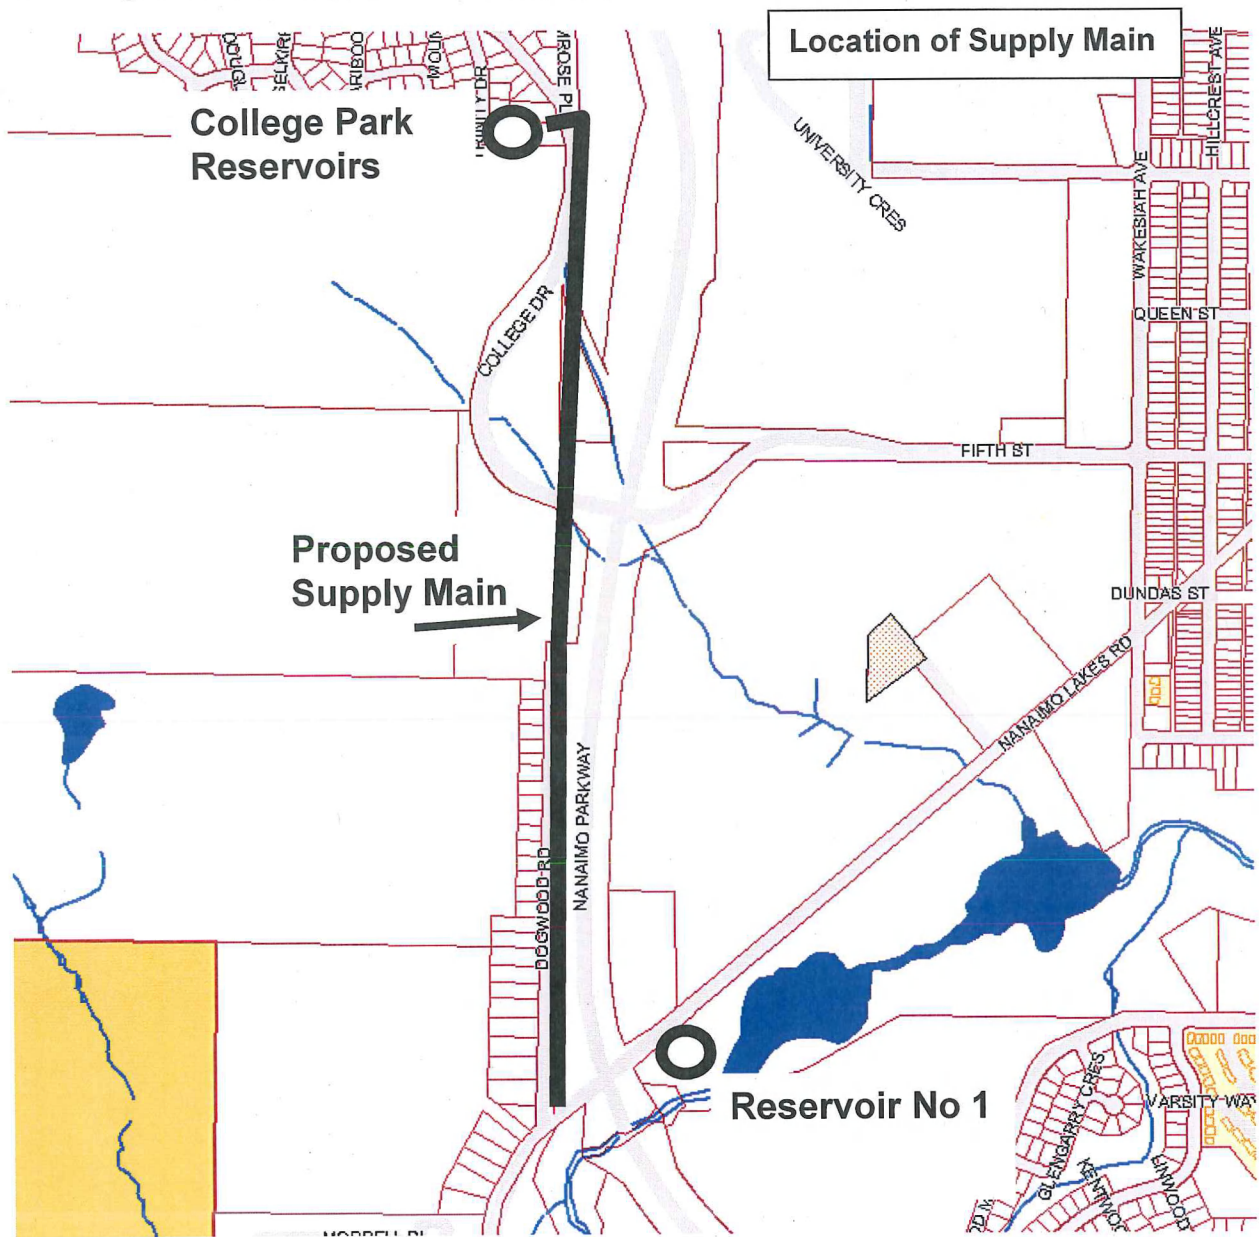 Location of Supply Main
College Park
Reservoirs
TRINITY DR
UNIVERSITY CRES
HILLCREST AVE
WAKESIAH AVE
COLLEGE DR
QUEEN ST
FIFTH ST
Proposed
Supply Main
DUNDAS ST
NANAIMO LAKES RD
NANAIMO PARKWAY
DOGWOOD RD
Reservoir No 1
GLENGARRY CRES
VARSITY WAY
LINWOOD